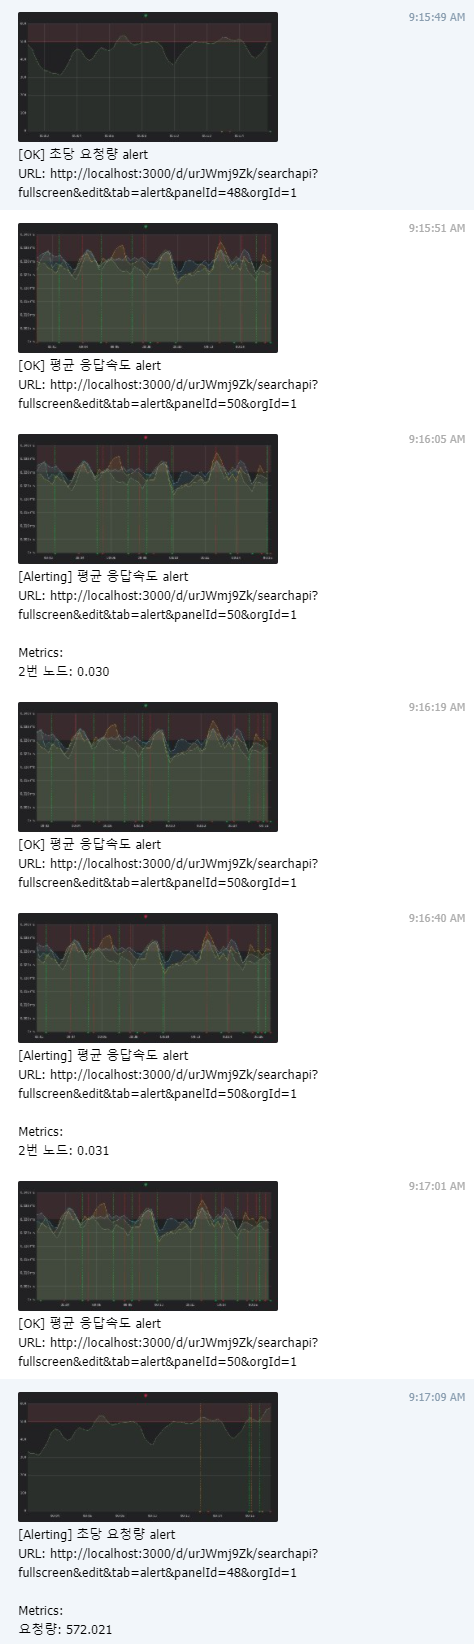 9:15:49 AM
[OK] 초당 요청량 alert
URL: http://localhost:3000/d/urJWmj9Zk/searchapi?
fullscreen&edit&tab=alert&panelId=48&orgId=1
9:15:51 AM
[OK] 평균 응답속도 alert
URL: http://localhost:3000/d/urJWmj9Zk/searchapi?
fullscreen&edit&tab=alert&panelId=50&orgId=1
9:16:05 AM
[Alerting] 평균 응답속도 alert
URL: http://localhost:3000/d/urJWmj9Zk/searchapi?
fullscreen&edit&tab=alert&panelId=50&orgId=1
Metrics:
2번 노드: 0.030
9:16:19 AM
[OK] 평균 응답속도 alert
URL: http://localhost:3000/d/urJWmj9Zk/searchapi?
fullscreen&edit&tab=alert&panelId=50&orgId=1
9:16:40 AM
[Alerting] 평균 응답속도 alert
URL: http://localhost:3000/d/urJWmj9Zk/searchapi?
fullscreen&edit&tab=alert&panelId=50&orgId=1
Metrics:
2번 노드: 0.031
9:17:01 AM
[OK] 평균 응답속도 alert
URL: http://localhost:3000/d/urJWmj9Zk/searchapi?
fullscreen&edit&tab=alert&panelId=50&orgId=1
9:17:09 AM
[Alerting] 초당 요청량 alert
URL: http://localhost:3000/d/urJWmj9Zk/searchapi?
fullscreen&edit&tab=alert&panelId=48&orgId=1
Metrics:
요청량: 572.021